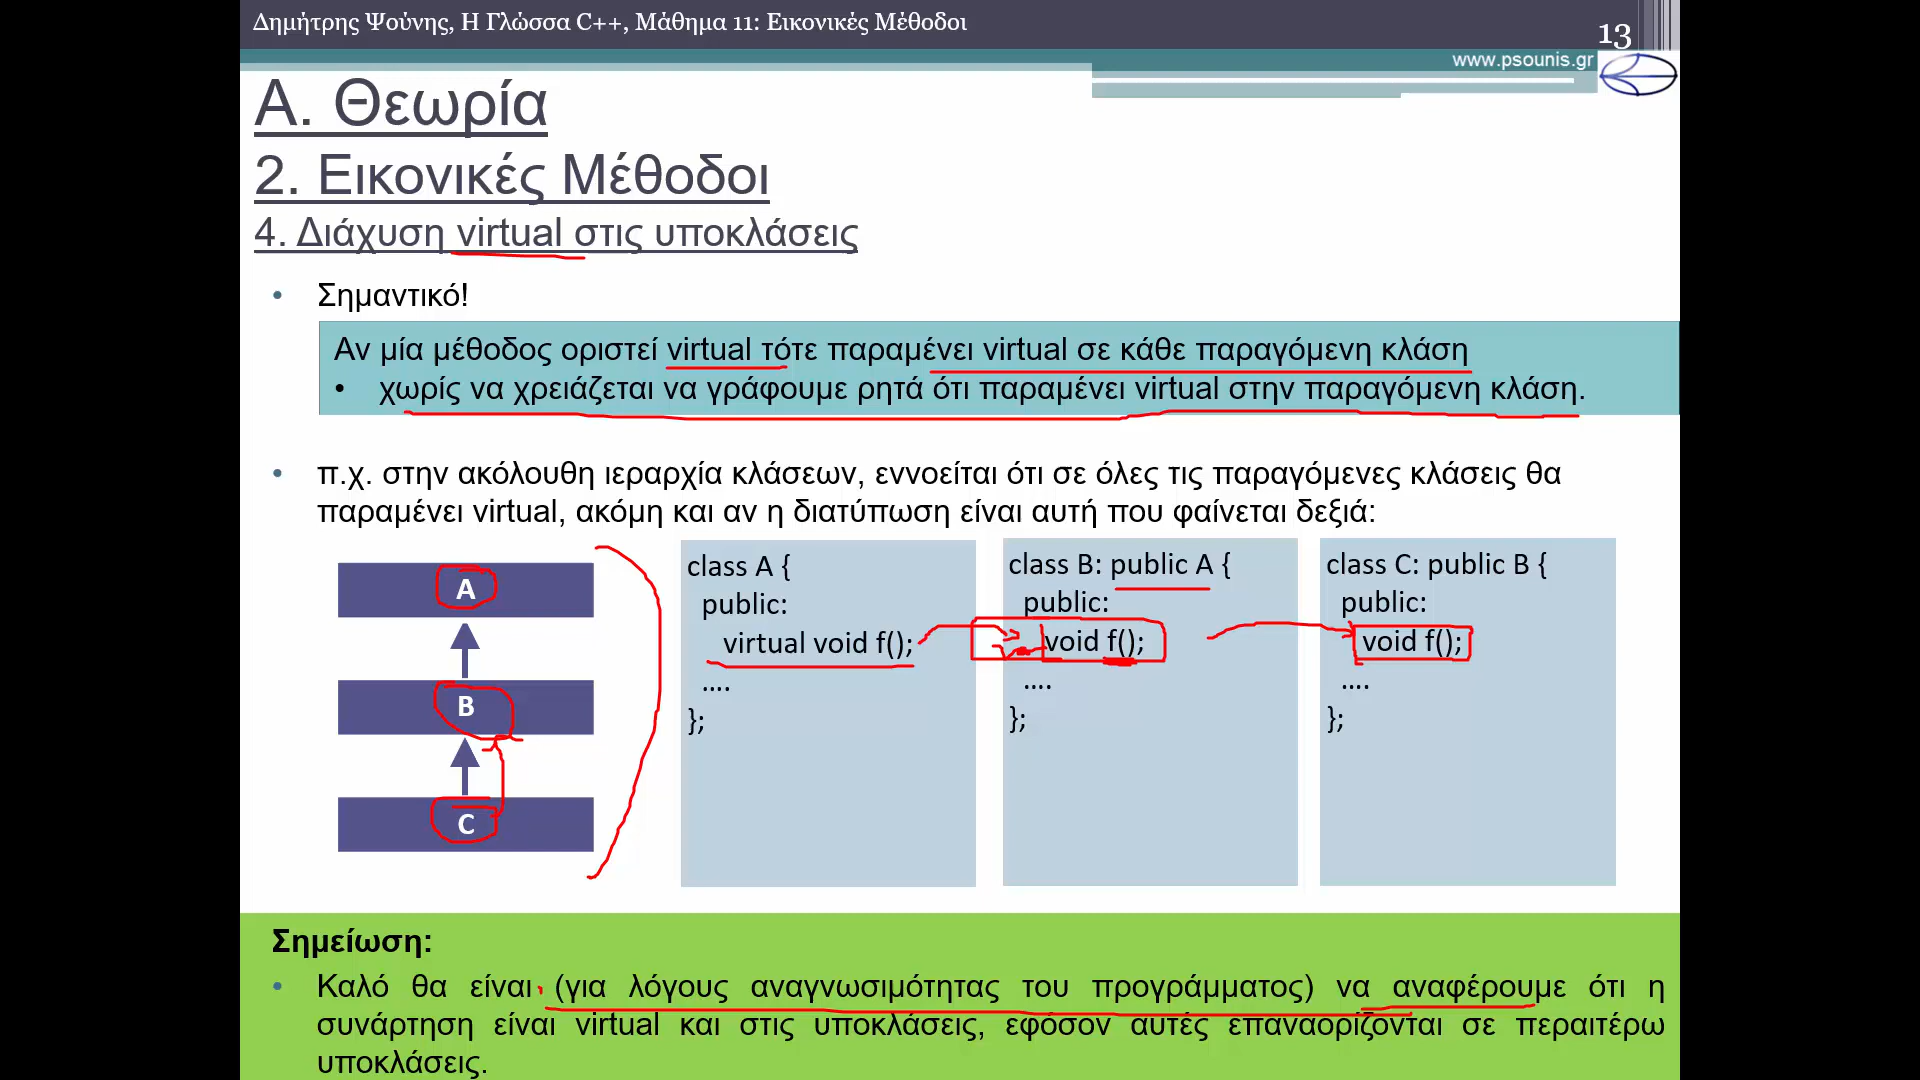 Δημήτρης Ψούνης, Η Γλώσσα C++, Μάθημα 11: Εικονικές Μέθοδοι
13
www.psounis.gr
Α. Θεωρία
2. Εικονικές Μέθοδοι
4. Διάχυση virtual στις υποκλάσεις
• Σημαντικό!
Αν μία μέθοδος οριστεί virtual τότε παραμένει virtual σε κάθε παραγόμενη κλάση
• χωρίς να χρειάζεται να γράφουμε ρητά ότι παραμένει virtual στην παραγόμενη κλάση.
• π.χ. στην ακόλουθη ιεραρχία κλάσεων, εννοείται ότι σε όλες τις παραγόμενες κλάσεις θα
παραμένει virtual, ακόμη και αν η διατύπωση είναι αυτή που φαίνεται δεξιά:
A
B
C
class A {
public:
virtual void f();
....
};
class B: public A {
public:
void f();
....
};
class C: public B {
public:
void f();
....
};
Σημείωση:
• Καλό θα είναι (για λόγους αναγνωσιμότητας του προγράμματος) να αναφέρουμε ότι η
συνάρτηση είναι virtual και στις υποκλάσεις, εφόσον αυτές επαναορίζονται σε περαιτέρω
υποκλάσεις.